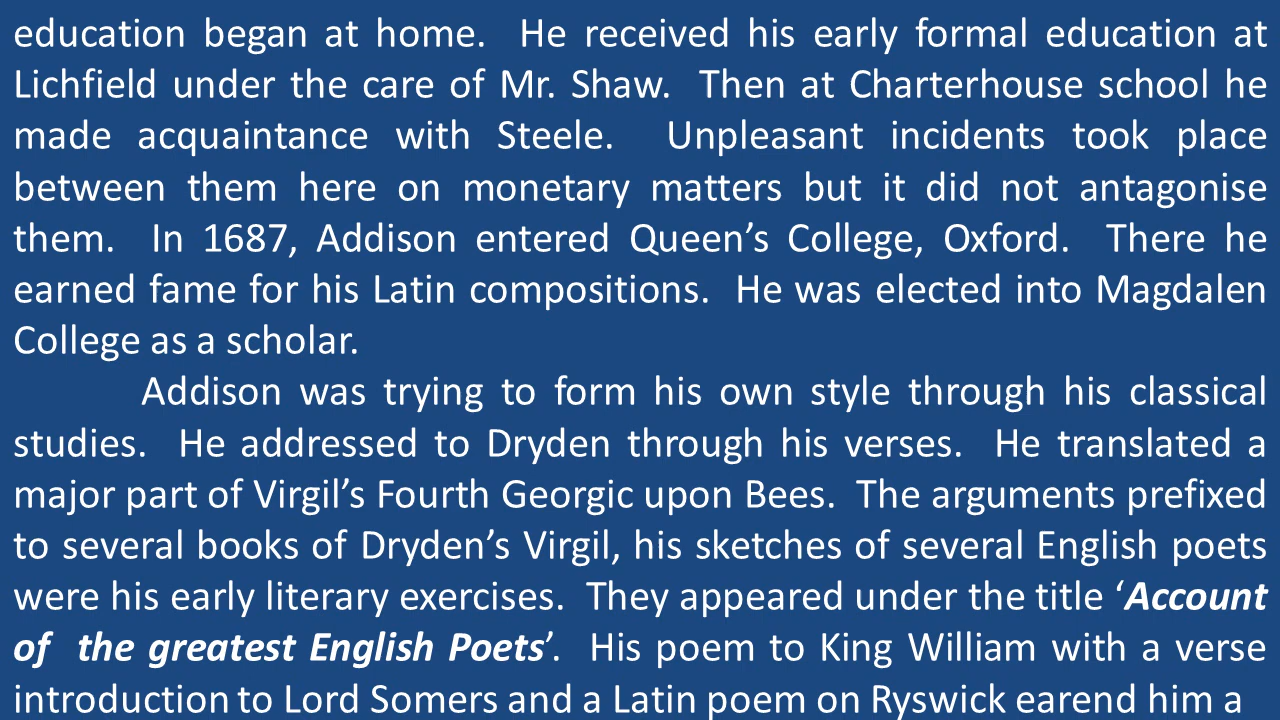 education began at home. He received his early formal education at
Lichfield under the care of Mr. Shaw. Then at Charterhouse school he
made acquaintance with Steele. Unpleasant incidents took place
between them here on monetary matters but it did not antagonise
them. In 1687, Addison entered Queen’s College, Oxford. There he
earned fame for his Latin compositions. He was elected into Magdalen
College as a scholar.
Addison was trying to form his own style through his classical
studies. He addressed to Dryden through his verses. He translated a
major part of Virgil’s Fourth Georgic upon Bees. The arguments prefixed
to several books of Dryden’s Virgil, his sketches of several English poets
were his early literary exercises. They appeared under the title ‘Account
of the greatest English Poets’. His poem to King William with a verse
introduction to Lord Somers and a Latin poem on Ryswick earend him a